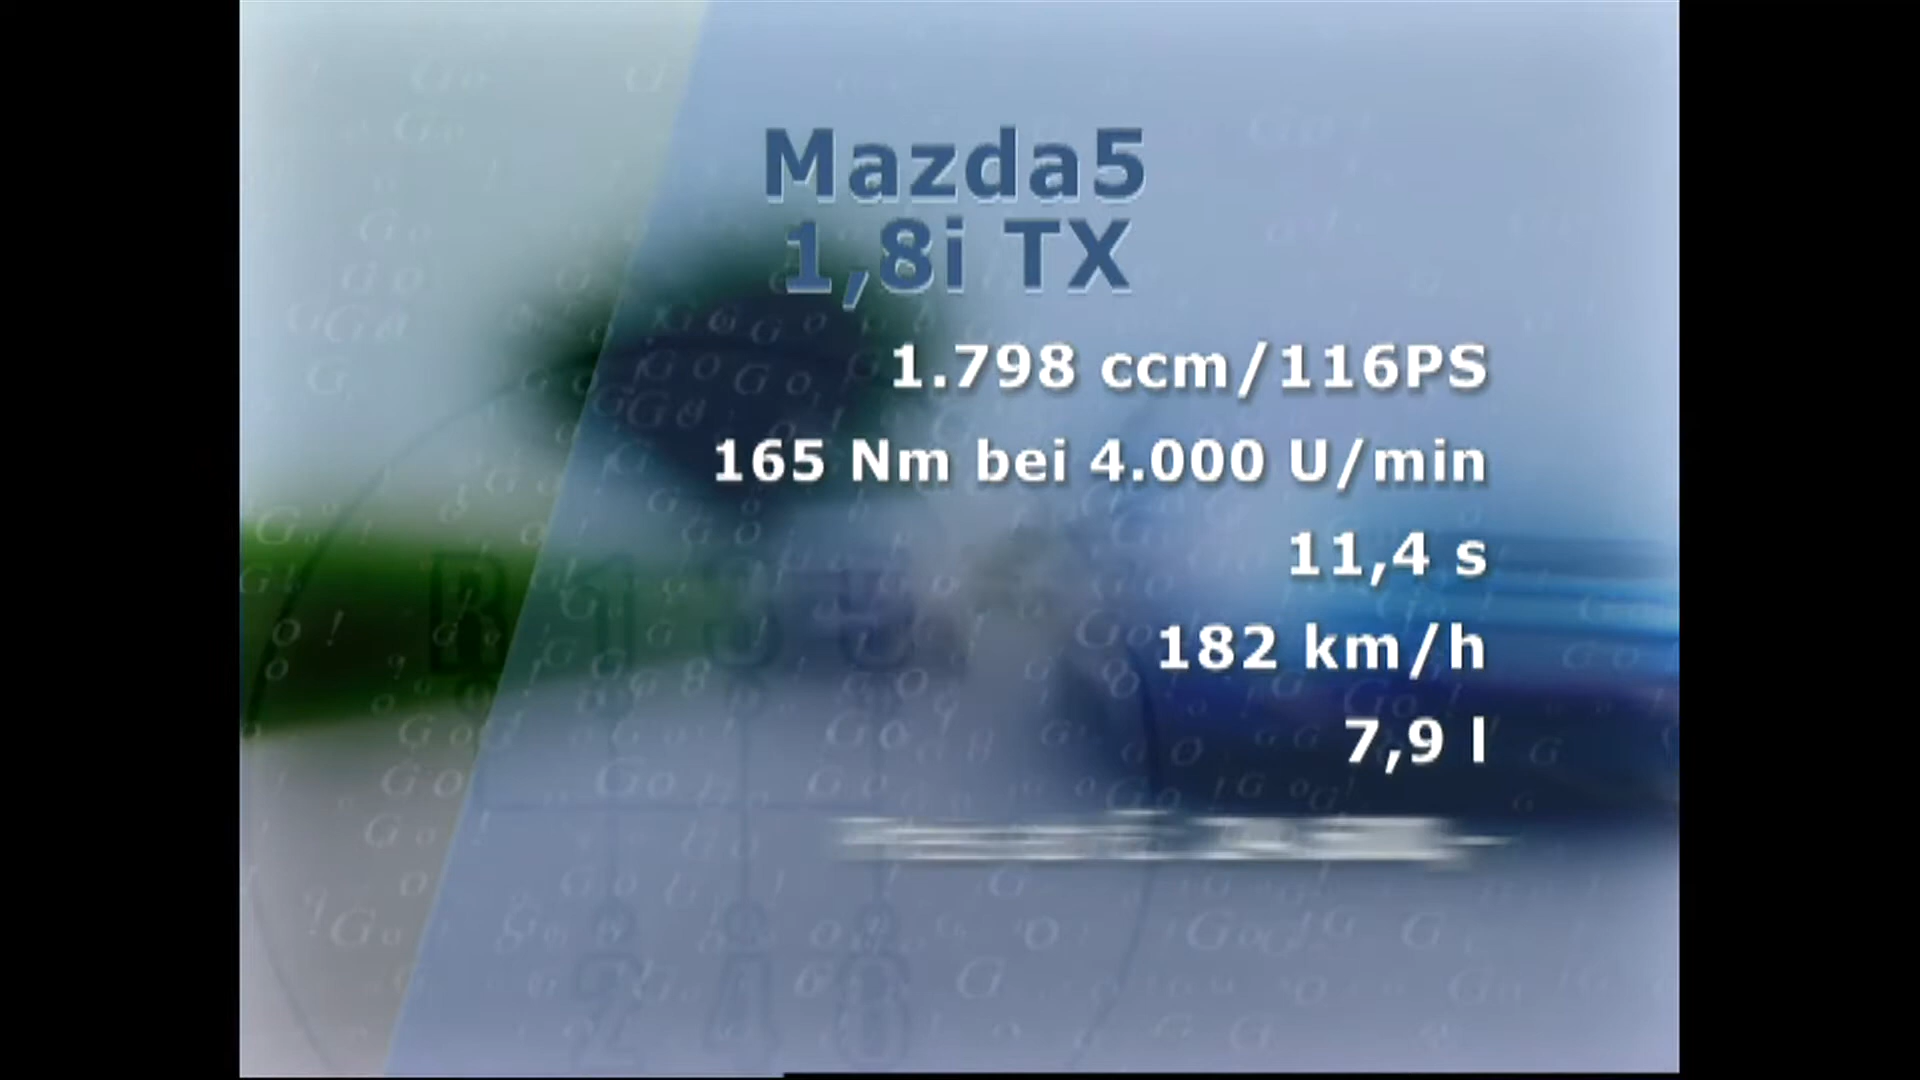 Mazda5
1,8i TX
1.798 ccm/116PS
165 Nm bei 4.000 U/min
11,4 s
182 km/h
7,9 l